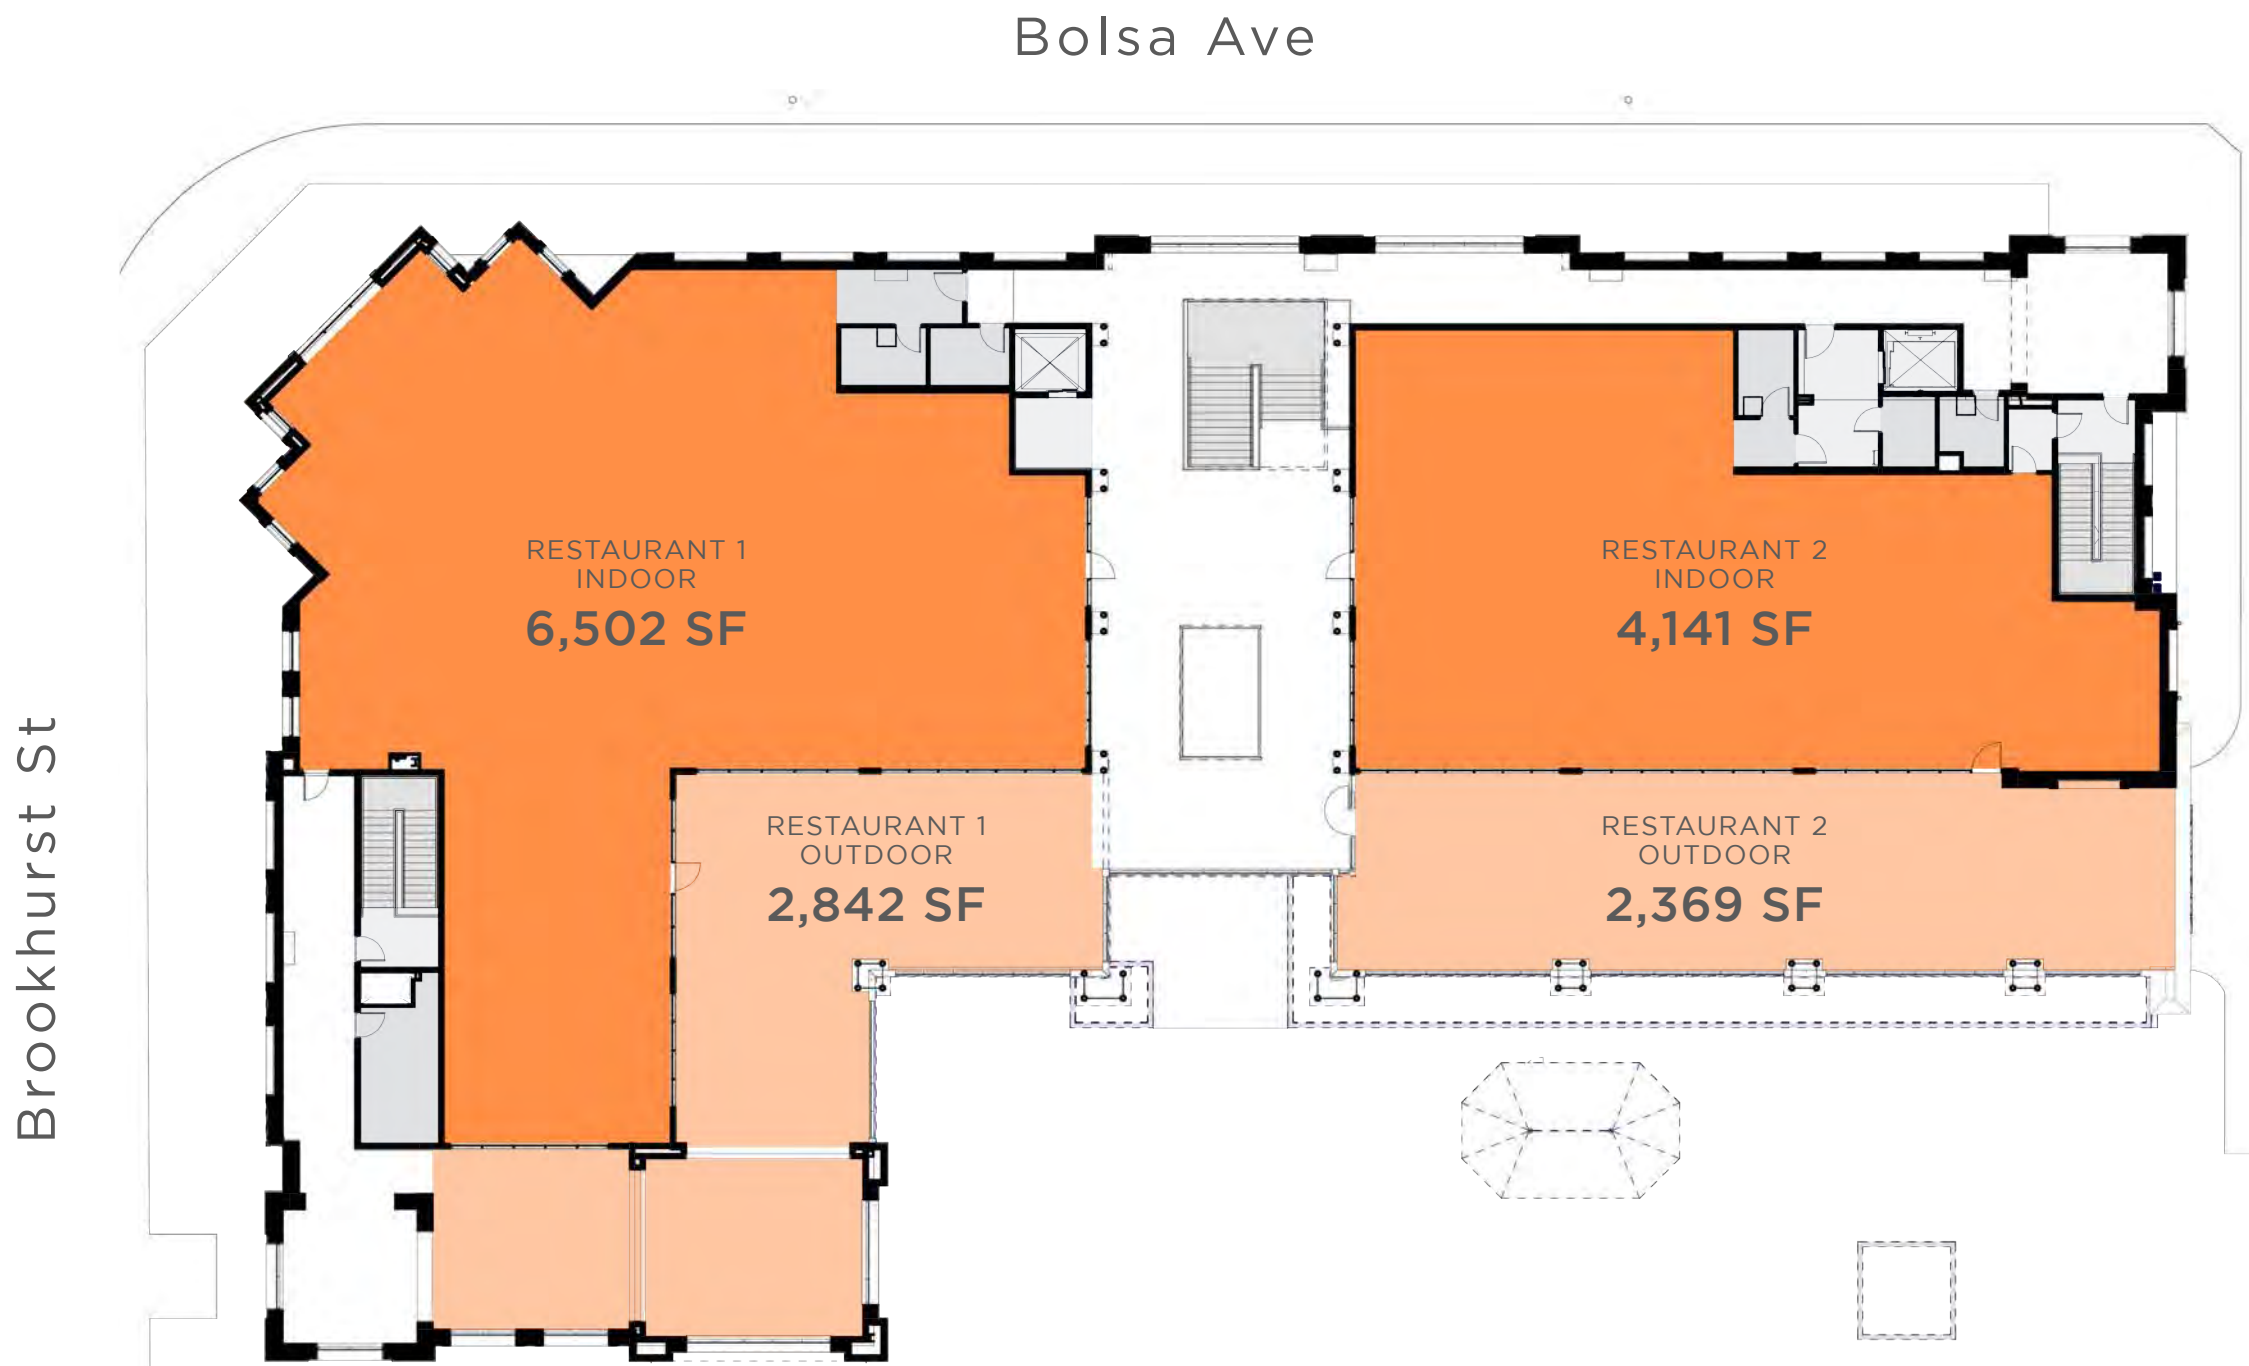 Bolsa Ave
RESTAURANT 1
INDOOR
6,502 SF
RESTAURANT 2
INDOOR
4,141 SF
Brookhurst St
RESTAURANT 1
OUTDOOR
2,842 SF
RESTAURANT 2
OUTDOOR
2,369 SF